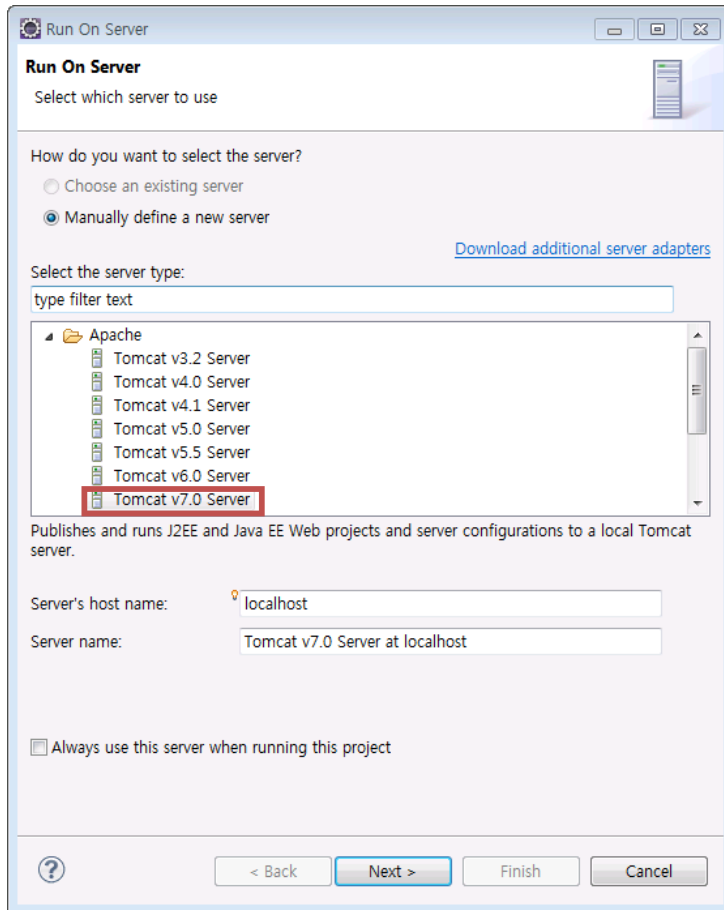 Run On Server
Run On Server
Select which server to use
How do you want to select the server?
Choose an existing server
Manually define a new server
Download additional server adapters
Select the server type:
type filter text
Apache
Tomcat v3.2 Server
Tomcat v4.0 Server
Tomcat v4.1 Server
Tomcat v5.0 Server
Tomcat v5.5 Server
Tomcat v6.0 Server
Tomcat v7.0 Server
Publishes and runs J2EE and Java EE Web projects and server configurations to a local Tomcat
server.
Server's host name: localhost
Server name: Tomcat v7.0 Server at localhost
Always use this server when running this project
? < Back Next > Finish Cancel